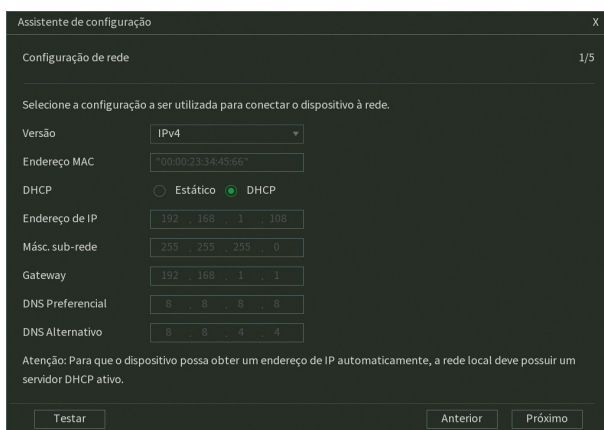 Assistente de configuração X
Configuração de rede 1/5
Selecione a configuração a ser utilizada para conectar o dispositivo à rede.
Versão IPv4
Endereço MAC "00:00:23:34:45:66"
DHCP Estático DHCP
Endereço de IP 192 . 168 . 1 . 108
Másc. sub-rede 255 . 255 . 255 . 0
Gateway 192 . 168 . 1 . 1
DNS Preferencial 8 . 8 . 8 . 8
DNS Alternativo 8 . 8 . 4 . 4
Atenção: Para que o dispositivo possa obter um endereço de IP automaticamente, a rede local deve possuir um
servidor DHCP ativo.
Testar Anterior Próximo